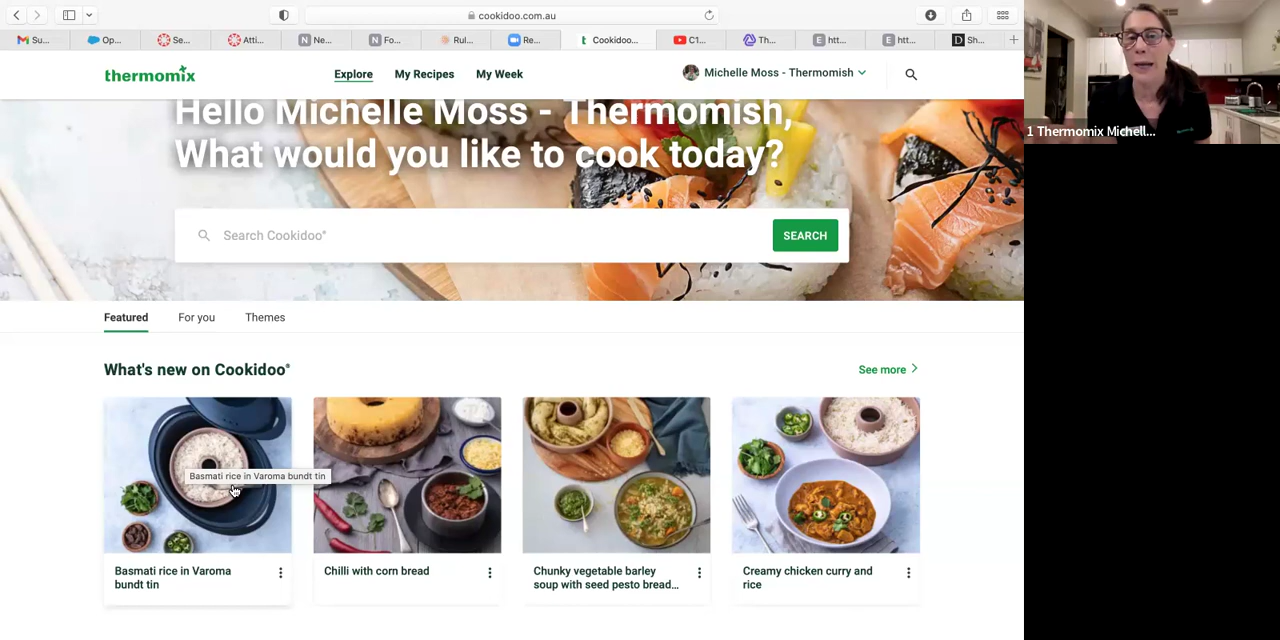 cookidoo.com.au
Su...
Op...
Se...
Atti...
Ne...
Fo...
Rul...
Re...
Cookidoo...
C1...
Th...
htt...
htt...
Sh...
thermomix
Explore
My Recipes
My Week
Michelle Moss - Thermomish
1 Thermomix Michell...
Hello Michelle Moss - Thermomish,
What would you like to cook today?
Search Cookidoo®
SEARCH
Featured
For you
Themes
What's new on Cookidoo®
See more
Basmati rice in Varoma bundt tin
Basmati rice in Varoma
bundt tin
Chilli with corn bread
Chunky vegetable barley
soup with seed pesto bread...
Creamy chicken curry and
rice